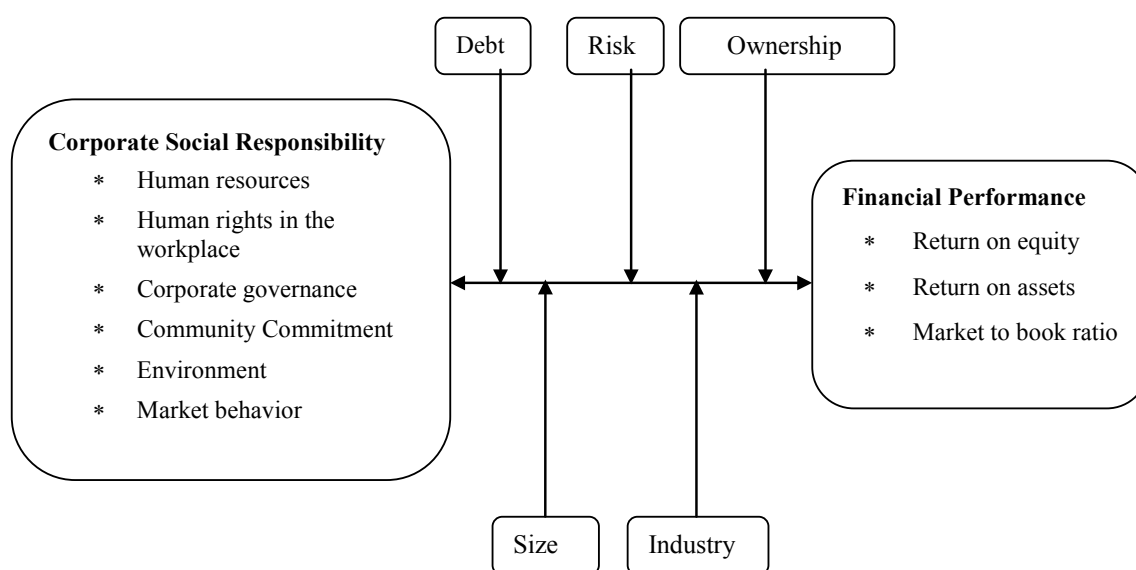 Debt
Risk
Ownership
Corporate Social Responsibility
* Human resources
* Human rights in the
workplace
* Corporate governance
* Community Commitment
* Environment
* Market behavior
Financial Performance
* Return on equity
* Return on assets
* Market to book ratio
Size
Industry